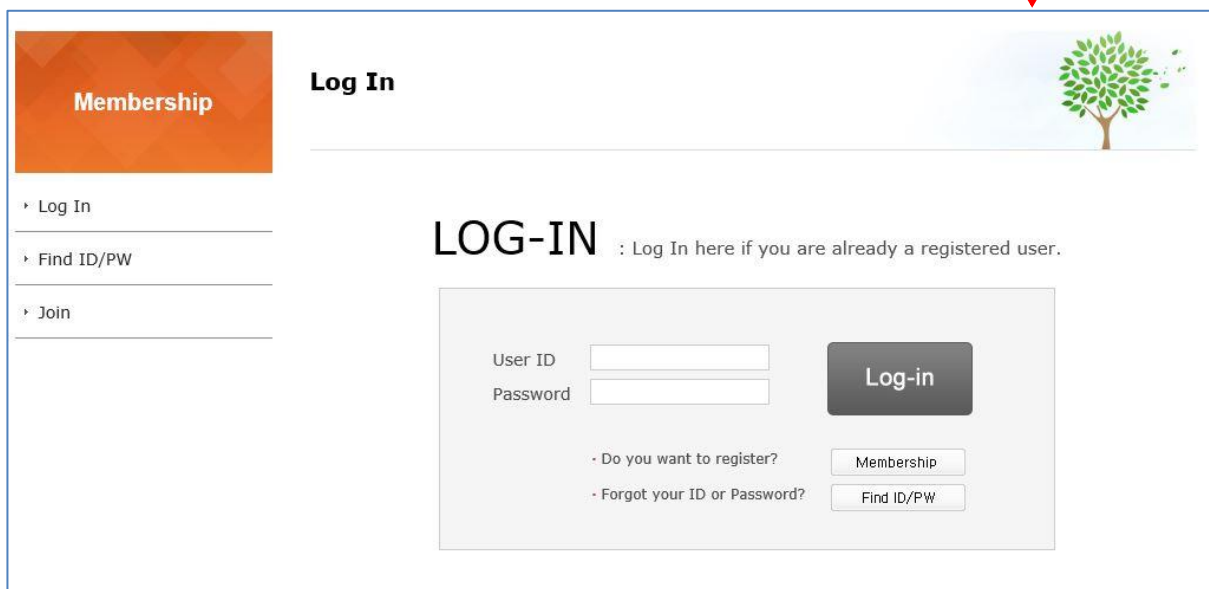 Membership
Log In
Find ID/PW
Join
Log In
LOG-IN : Log In here if you are already a registered user.
User ID
Password
Log-in
· Do you want to register? Membership
· Forgot your ID or Password? Find ID/PW